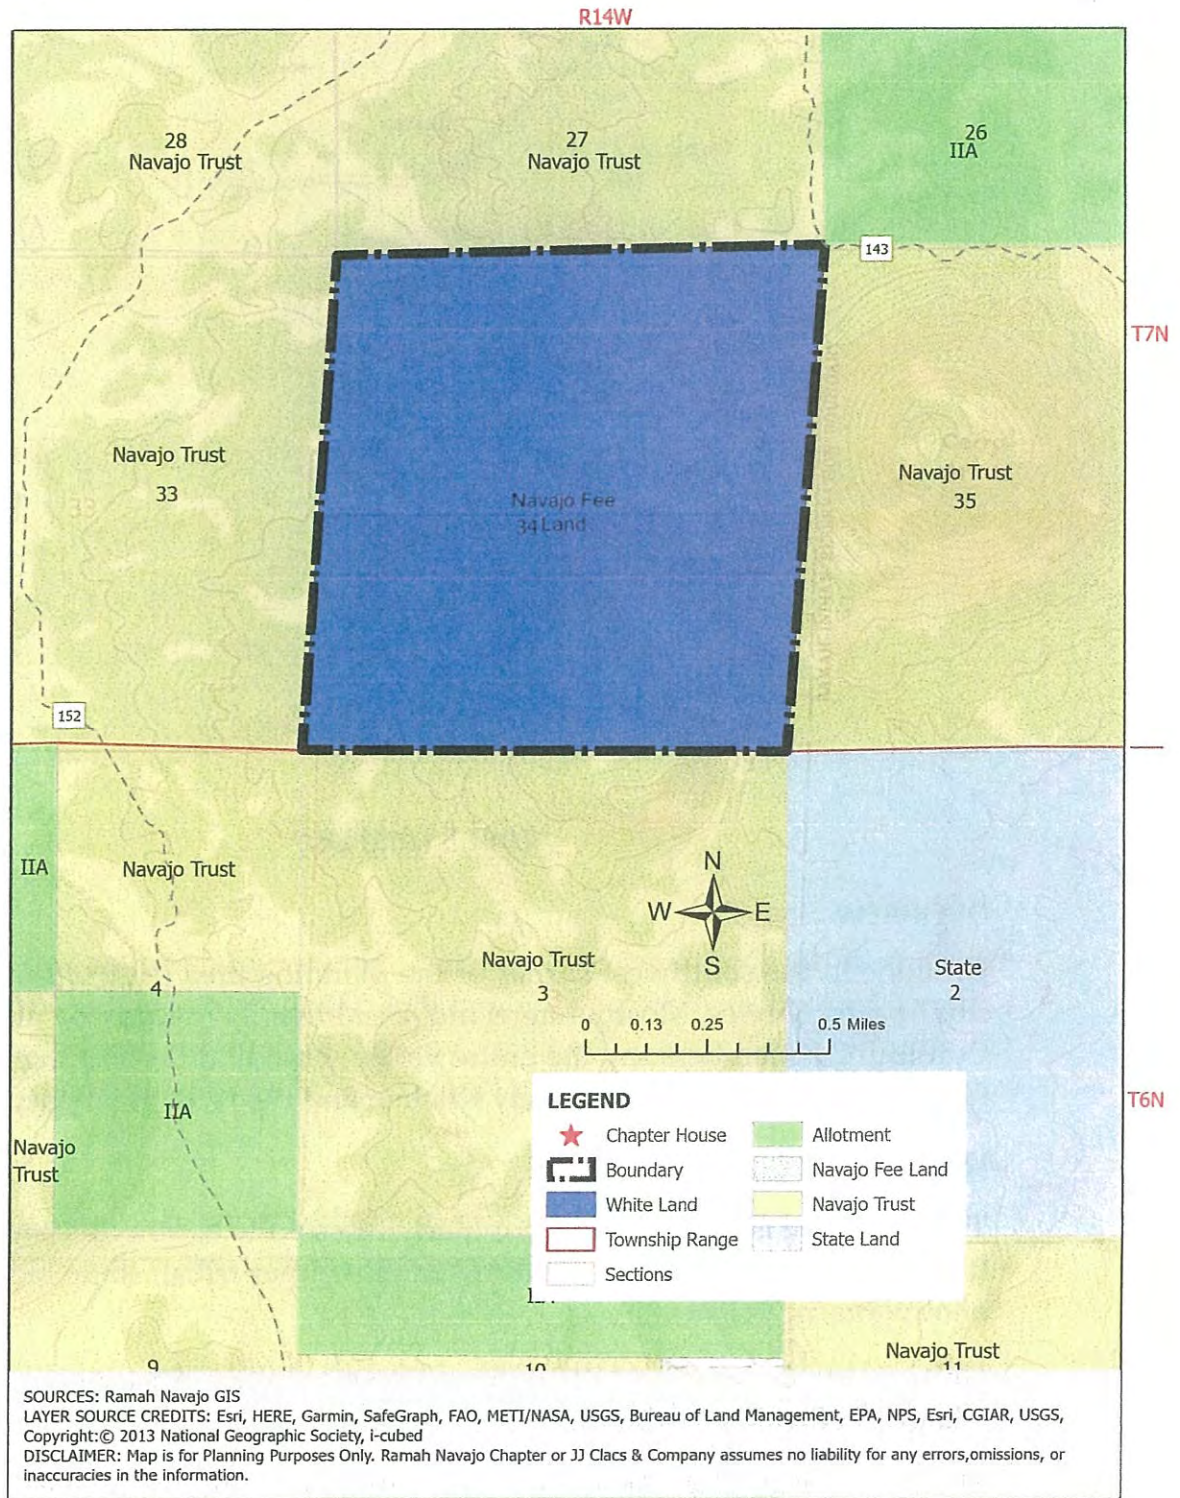 R14W
28
Navajo Trust
27
Navajo Trust
26
IIA
143
T7N
Navajo Trust
33
33
Navajo Fee
34 Land
Cerro
Navajo Trust
35
152
IIA
Navajo Trust
4
N
W E
S
Navajo Trust
3
State
2
0 0.13 0.25 0.5 Miles
IIA
Navajo
Trust
T6N
LEGEND
Chapter House
Boundary
White Land
Township Range
Sections
Allotment
Navajo Fee Land
Navajo Trust
State Land
9
10
Navajo Trust
11
SOURCES: Ramah Navajo GIS
LAYER SOURCE CREDITS: Esri, HERE, Garmin, SafeGraph, FAO, METI/NASA, USGS, Bureau of Land Management, EPA, NPS, Esri, CGIAR, USGS,
Copyright:© 2013 National Geographic Society, i-cubed
DISCLAIMER: Map is for Planning Purposes Only. Ramah Navajo Chapter or JJ Clacs & Company assumes no liability for any errors,omissions, or
inaccuracies in the information.